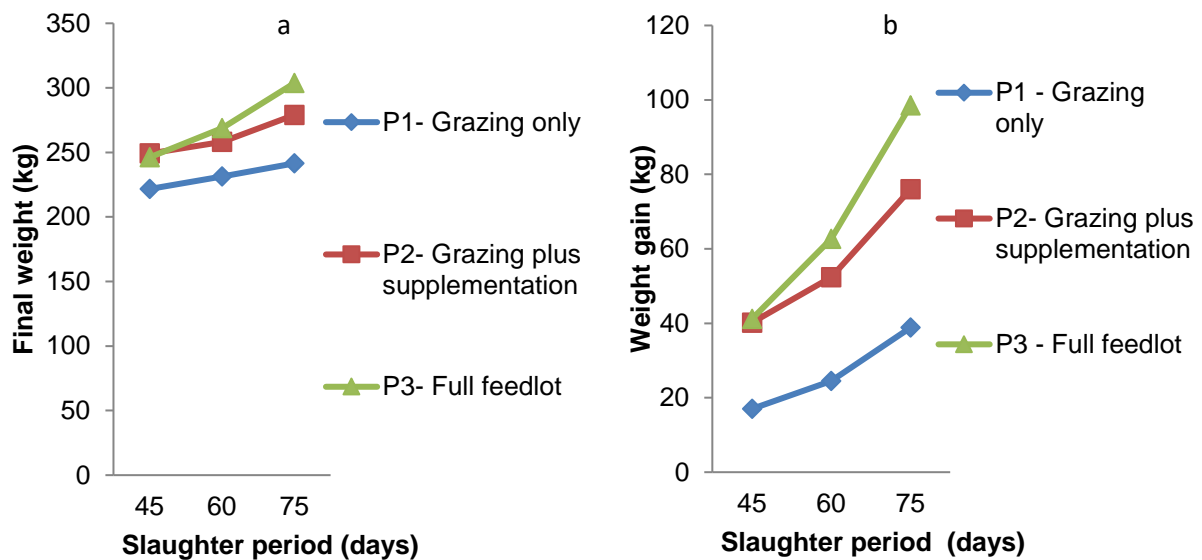 a
350
300
250
200
150
100
50
0
Final weight (kg)
45 60 75
Slaughter period (days)
P1- Grazing only
P2- Grazing plus
supplementation
P3- Full feedlot
b
120
100
80
60
40
20
0
Weight gain (kg)
45 60 75
Slaughter period (days)
P1 - Grazing
only
P2- Grazing plus
supplementation
P3 - Full feedlot